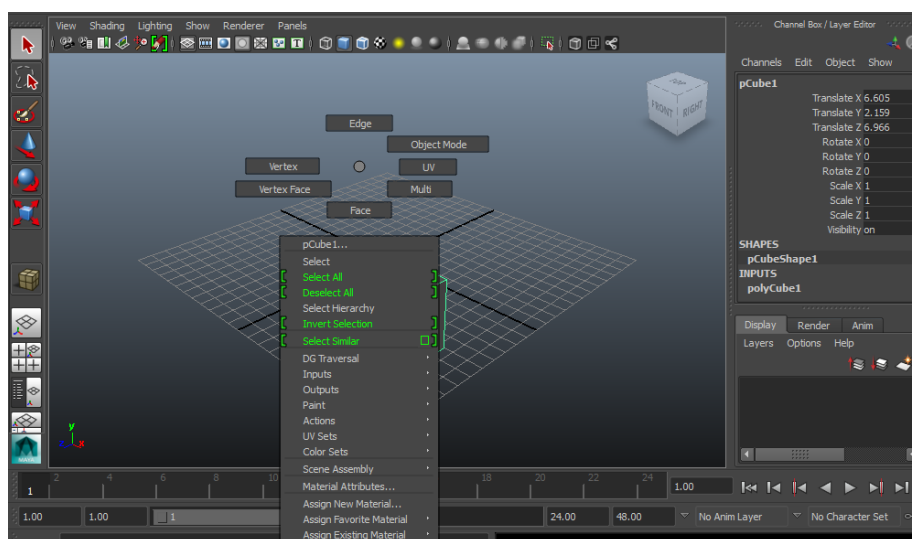 View Shading Lighting Show Renderer Panels
Channel Box / Layer Editor
Channels Edit Object Show
pCube1
Translate X 6.605
Translate Y 2.159
Translate Z 6.966
Rotate X 0
Rotate Y 0
Rotate Z 0
Scale X 1
Scale Y 1
Scale Z 1
Visibility on
SHAPES
pCubeShape1
INPUTS
polyCube1
FRONT RIGHT
Edge
Object Mode
Vertex
UV
Vertex Face
Multi
Face
pCube1...
Select
Select All
Deselect All
Select Hierarchy
Invert Selection
Select Similar
DG Traversal
Inputs
Outputs
Paint
Actions
UV Sets
Color Sets
Scene Assembly
Material Attributes...
Assign New Material...
Assign Favorite Material
Assign Existing Material
Display Render Anim
Layers Options Help
y
x
2 4 6 8 10 18 20 22 24
1
1.00
1.00 1.00 1 24.00 48.00 No Anim Layer No Character Set